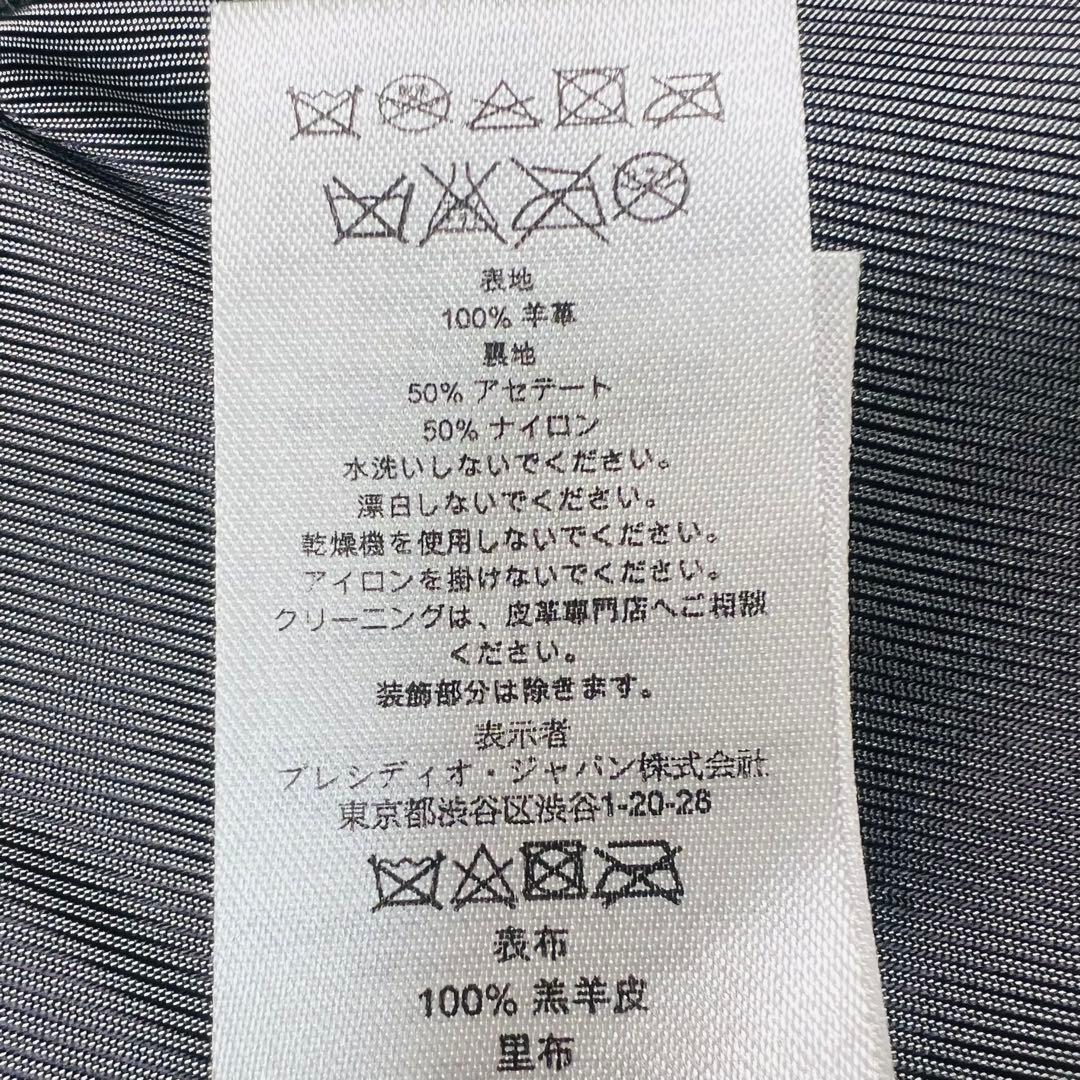 表地
100% 羊革
裏地
50% アセテート
50% ナイロン
水洗いしないでください。
漂白しないでください。
乾燥機を使用しないでください。
アイロンを掛けないでください。
クリーニングは、皮革専門店へご相談
ください。
装飾部分は除きます。
表示者
プレシディオ・ジャパン株式会社
東京都渋谷区渋谷1-20-28
表布
100% 羔羊皮
里布